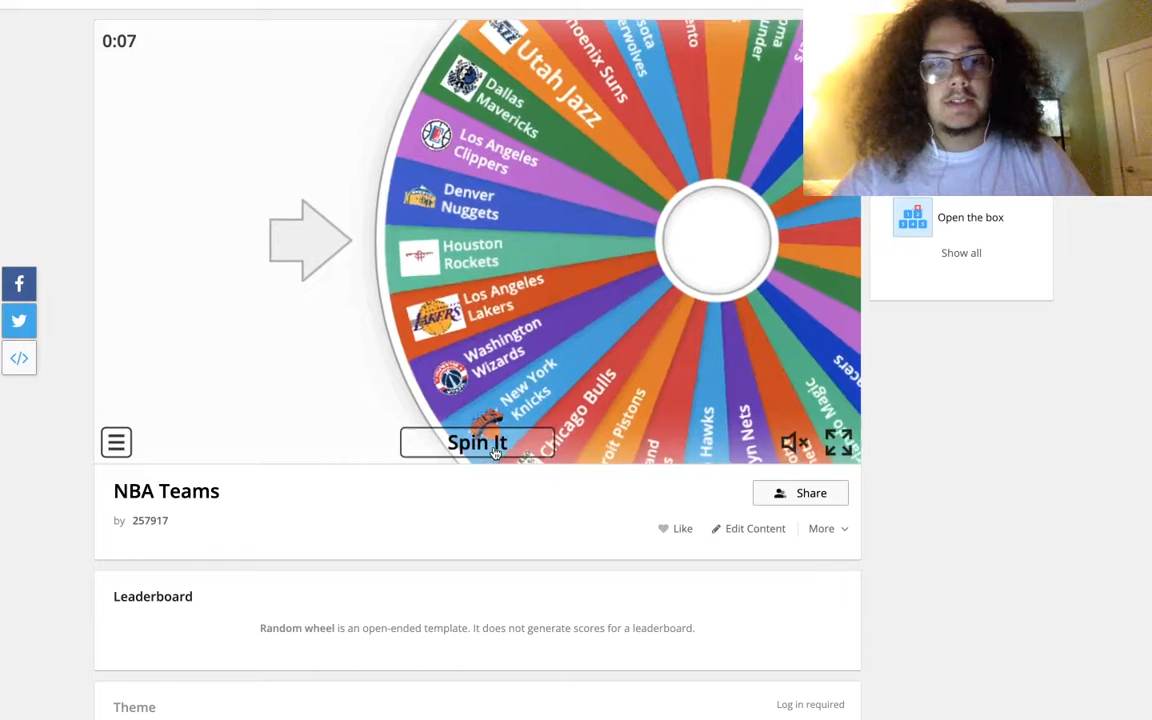 0:07
Utah Jazz
Phoenix Suns
Dallas
Mavericks
Los Angeles
Clippers
Denver
Nuggets
Houston
Rockets
Los Angeles
Lakers
LAKERS
Washington
Wizards
New York
Knicks
Chicago Bulls
Pistons
Hawks
Nets
Magic
Spin It
Open the box
Show all
f
</>
NBA Teams
by 257917
Share
Like
Edit Content
More
Leaderboard
Random wheel is an open-ended template. It does not generate scores for a leaderboard.
Theme
Log in required